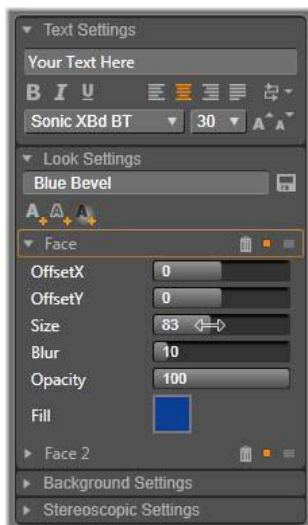 Text Settings
Your Text Here
B I U
Sonic XBd BT 30 A A
Look Settings
Blue Bevel
A A A
Face
OffsetX 0
OffsetY 0
Size 83
Blur 10
Opacity 100
Fill
Face 2
Background Settings
Stereoscopic Settings